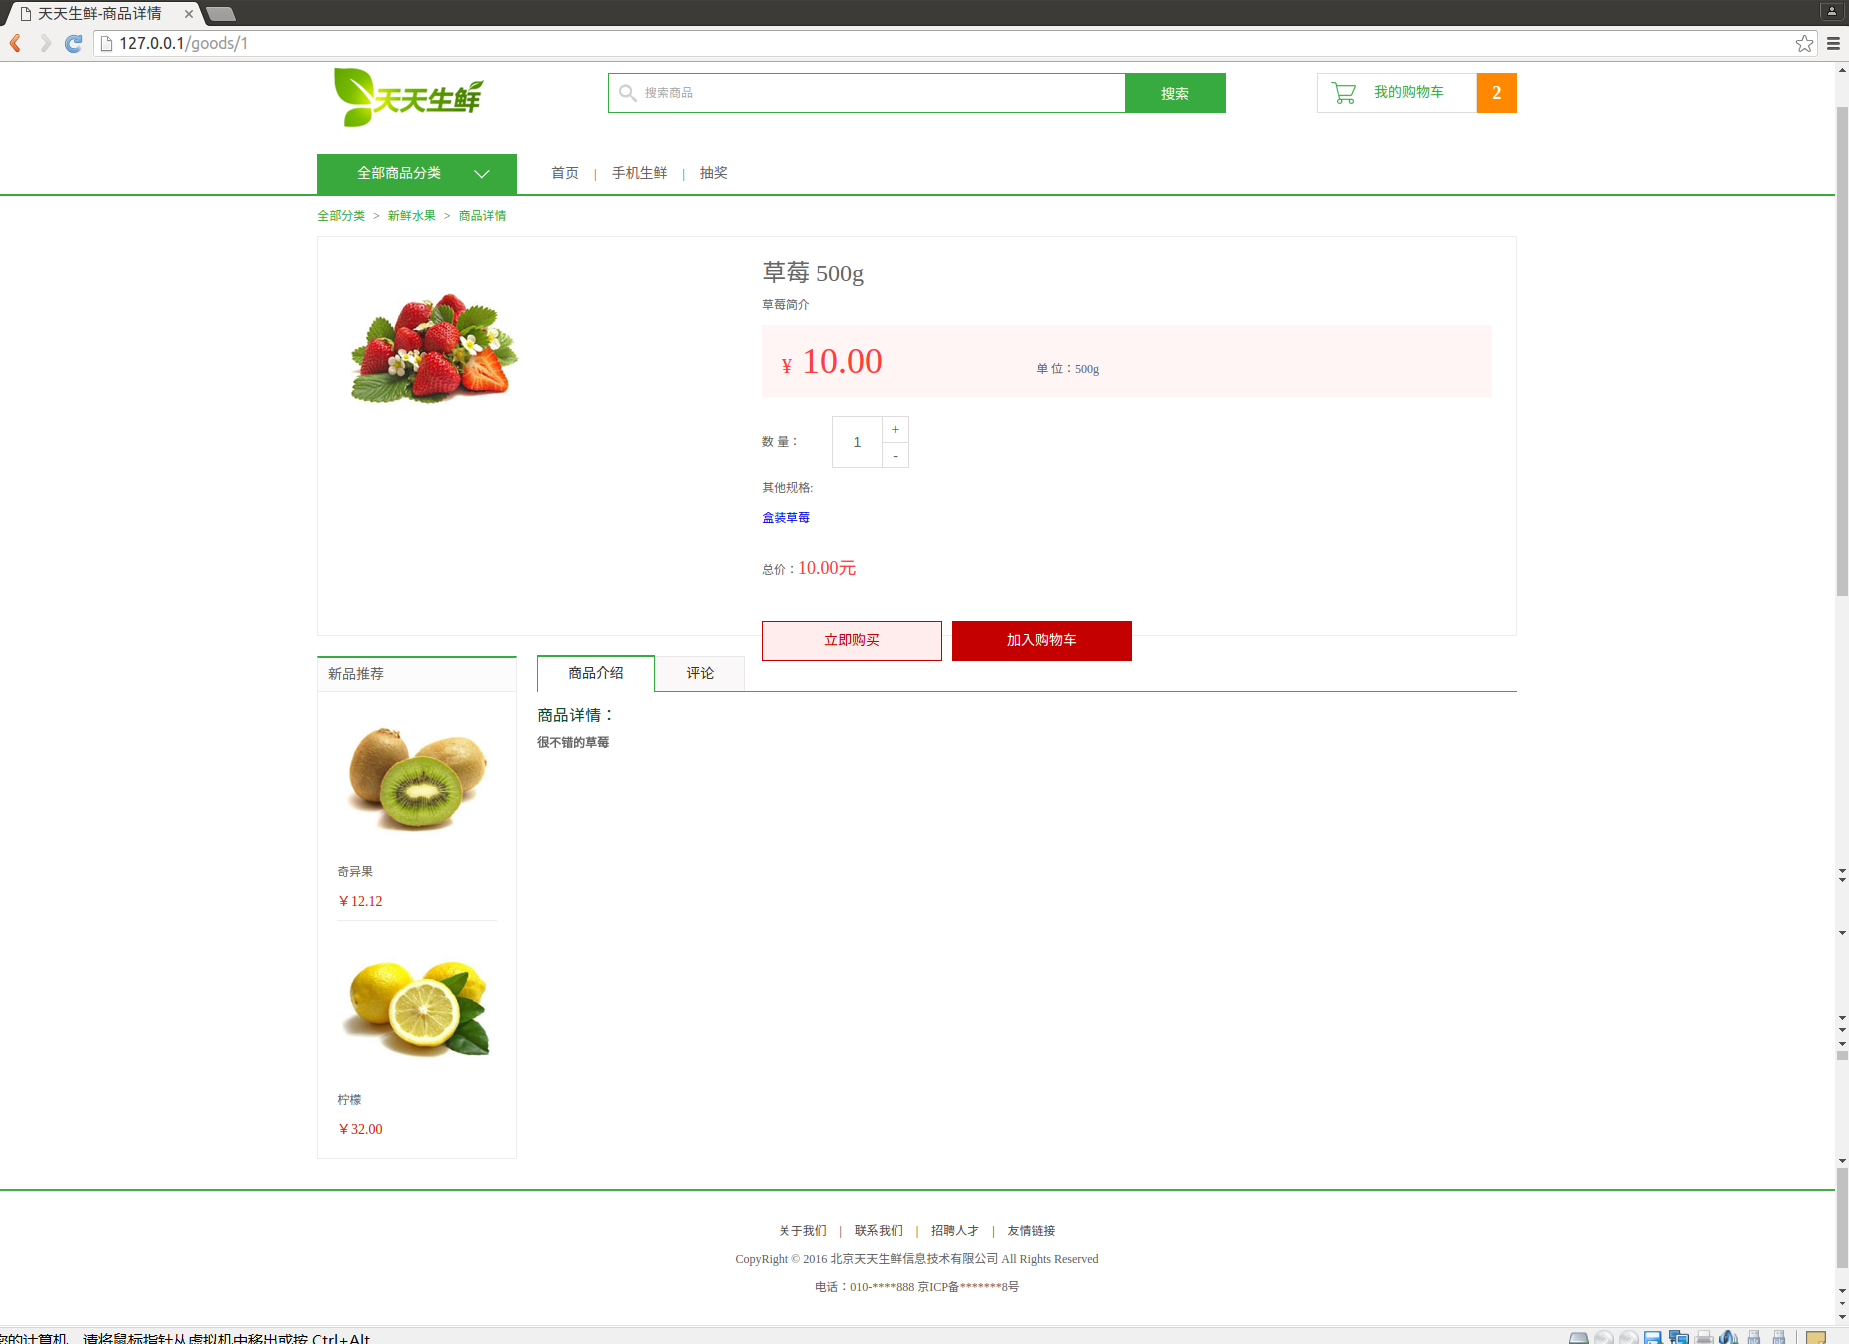 天天生鲜-商品详情
127.0.0.1/goods/1
天天生鲜
搜索商品
搜索
我的购物车
2
全部商品分类
首页 | 手机生鲜 | 抽奖
全部分类 > 新鲜水果 > 商品详情
草莓 500g
草莓简介
¥ 10.00
单 位：500g
数 量：
1
+
-
其他规格:
盒装草莓
总价：10.00元
立即购买
加入购物车
新品推荐
商品介绍
评论
商品详情：
很不错的草莓
奇异果
￥12.12
柠檬
￥32.00
关于我们 | 联系我们 | 招聘人才 | 友情链接
CopyRight © 2016 北京天天生鲜信息技术有限公司 All Rights Reserved
电话：010-****888 京ICP备*******8号
的计算机。请将鼠标指针从虚拟机中移出或按 Ctrl+Alt